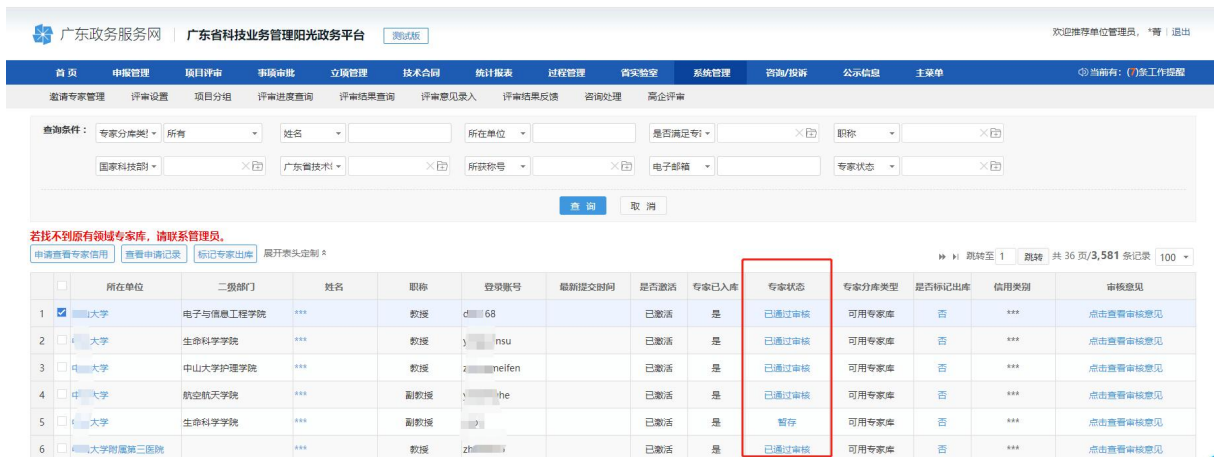 广东政务服务网 广东省科技业务管理阳光政务平台 测试版 欢迎推荐单位管理员, *菁 | 退出
首页 申报管理 项目评审 事项审批 立项管理 技术合同 统计报表 过程管理 省实验室 系统管理 咨询/投诉 公示信息 主菜单 当前有: (7)条工作提醒
邀请专家管理 评审设置 项目分组 评审进度查询 评审结果查询 评审意见录入 评审结果反馈 咨询处理 高企评审
查询条件: 专家分库类 所有 姓名 所在单位 是否满足专 职称
国家科技部 广东省技术 所获称号 电子邮箱 专家状态
查询 取消
若找不到原有领域专家库, 请联系管理员。
申请查看专家信用 查看申请记录 标记专家出库 展开表头定制 跳转至 1 跳转 共 36 页/3,581 条记录 100
所在单位 二级部门 姓名 职称 登录账号 最新提交时间 是否激活 专家已入库 专家状态 专家分库类型 是否标记出库 信用类别 审核意见
1 大学 电子与信息工程学院 *** 教授 d 68 已激活 是 已通过审核 可用专家库 否 *** 点击查看审核意见
2 大学 生命科学学院 *** 教授 y nsu 已激活 是 已通过审核 可用专家库 否 *** 点击查看审核意见
3 大学 中山大学护理学院 *** 教授 z neifen 已激活 是 已通过审核 可用专家库 否 *** 点击查看审核意见
4 大学 航空航天学院 *** 副教授 he 已激活 是 已通过审核 可用专家库 否 *** 点击查看审核意见
5 大学 生命科学学院 *** 副教授 已激活 是 暂存 可用专家库 否 *** 点击查看审核意见
6 大学附属第三医院 *** 教授 zh 已激活 是 已通过审核 可用专家库 否 *** 点击查看审核意见